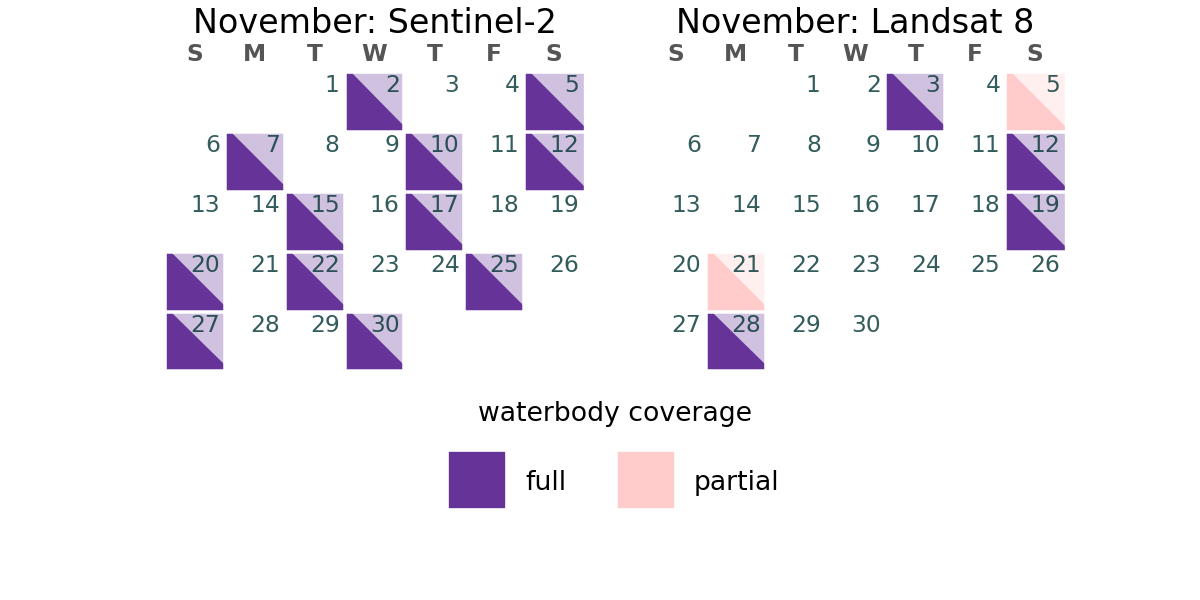 November: Sentinel-2
S M T W T F S
1 2 3 4 5
6 7 8 9 10 11 12
13 14 15 16 17 18 19
20 21 22 23 24 25 26
27 28 29 30
November: Landsat 8
S M T W T F S
1 2 3 4 5
6 7 8 9 10 11 12
13 14 15 16 17 18 19
20 21 22 23 24 25 26
27 28 29 30
waterbody coverage
full partial